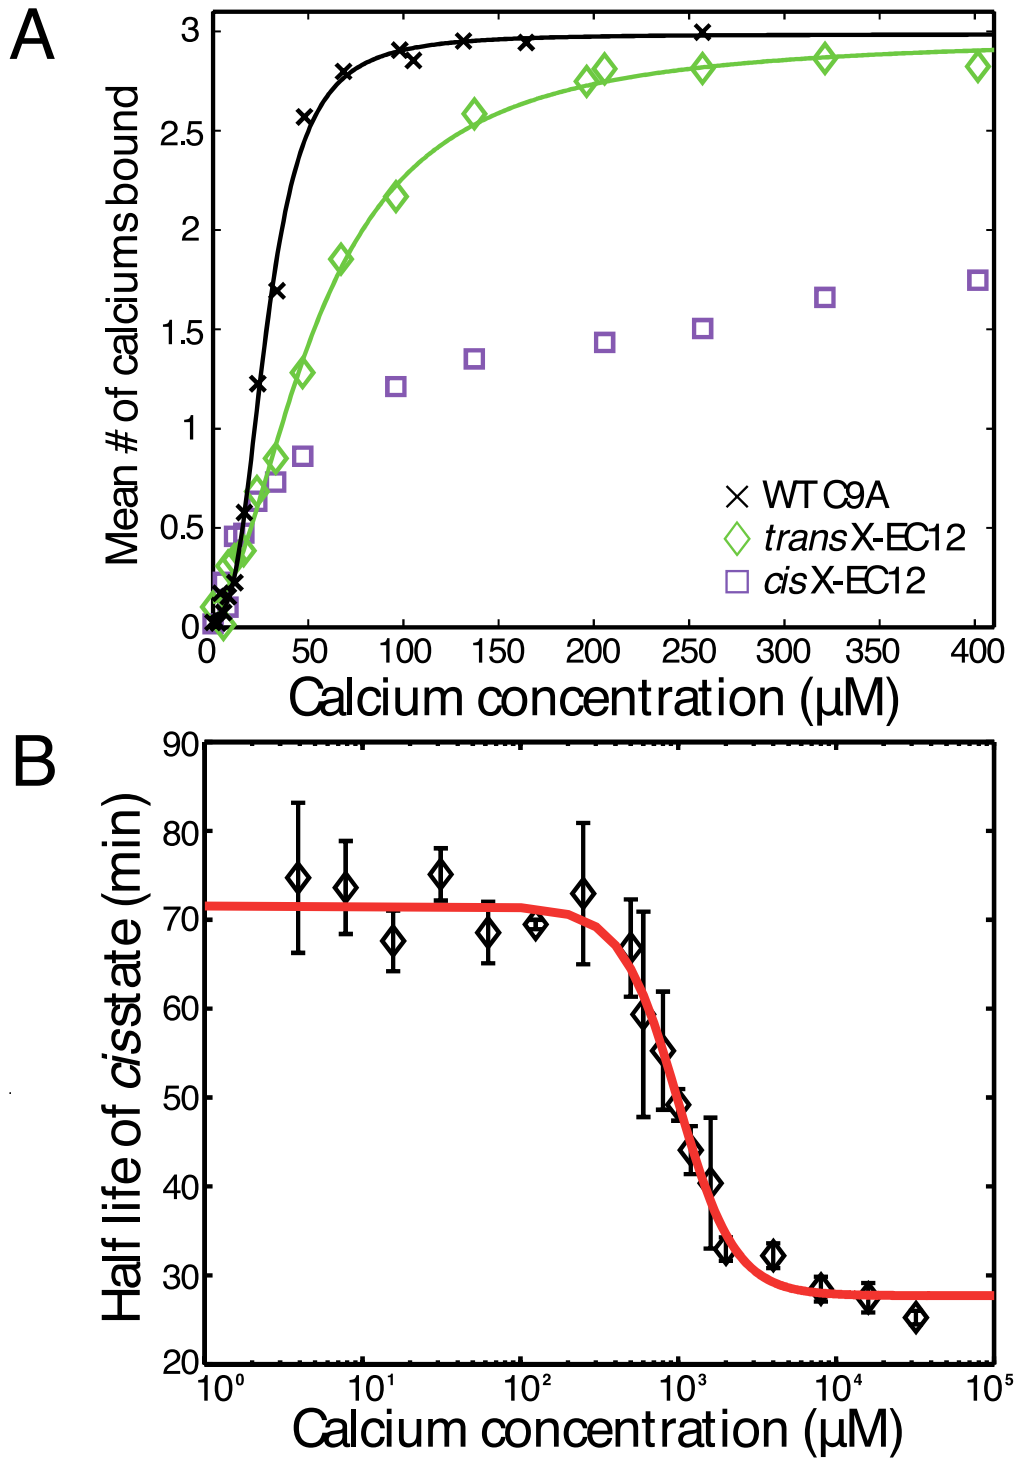 A
3
2.5
2
1.5
1
0.5
0
Mean # of calciums bound
WT C9A
trans X-EC12
cis X-EC12
0 50 100 150 200 250 300 350 400
Calcium concentration (μM)
B
90
80
70
60
50
40
30
20
Half life of cis state (min)
10⁰ 10¹ 10² 10³ 10⁴ 10⁵
Calcium concentration (μM)